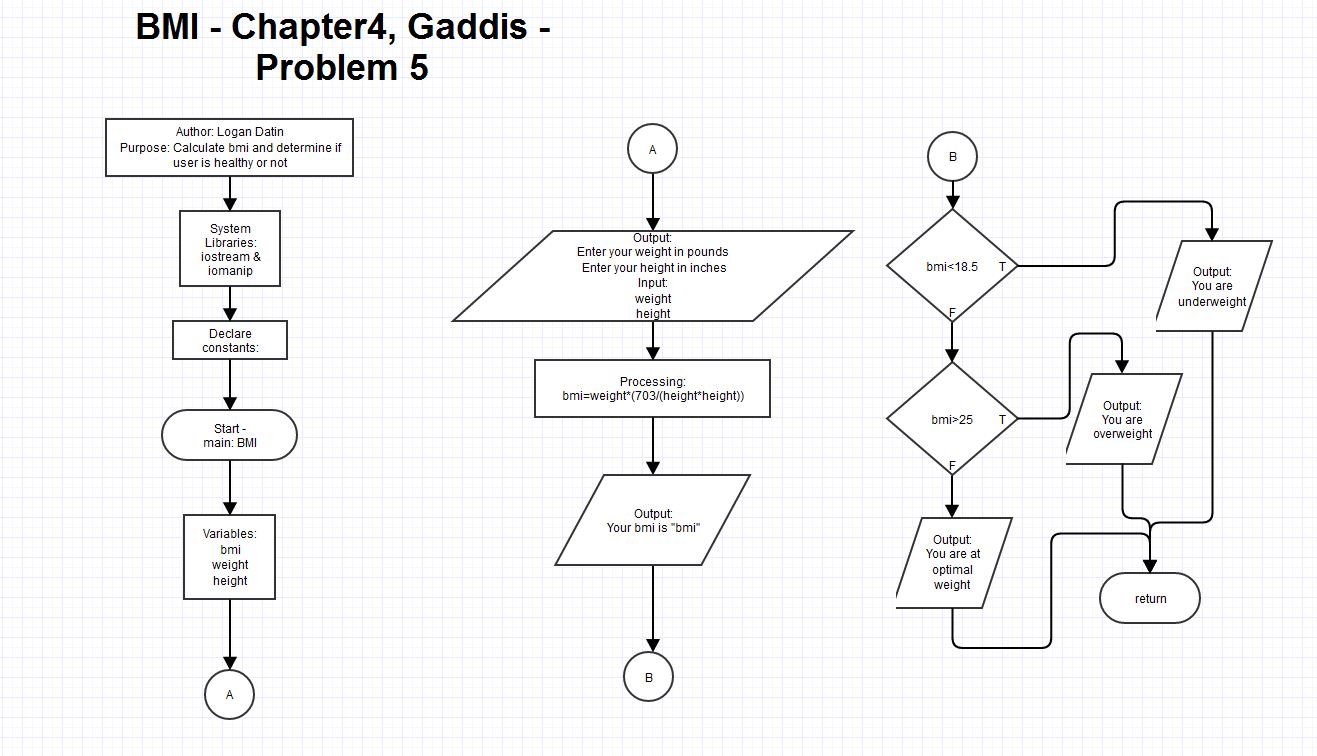 BMI - Chapter4, Gaddis -
Problem 5
Author: Logan Datin
Purpose: Calculate bmi and determine if
user is healthy or not
System
Libraries:
iostream &
iomanip
Declare
constants:
Start -
main: BMI
Variables:
bmi
weight
height
A
A
Output:
Enter your weight in pounds
Enter your height in inches
Input:
weight
height
Processing:
bmi=weight*(703/(height*height))
Output:
Your bmi is "bmi"
B
B
bmi<18.5 T
F
Output:
You are
underweight
bmi>25 T
F
Output:
You are
overweight
Output:
You are at
optimal
weight
return